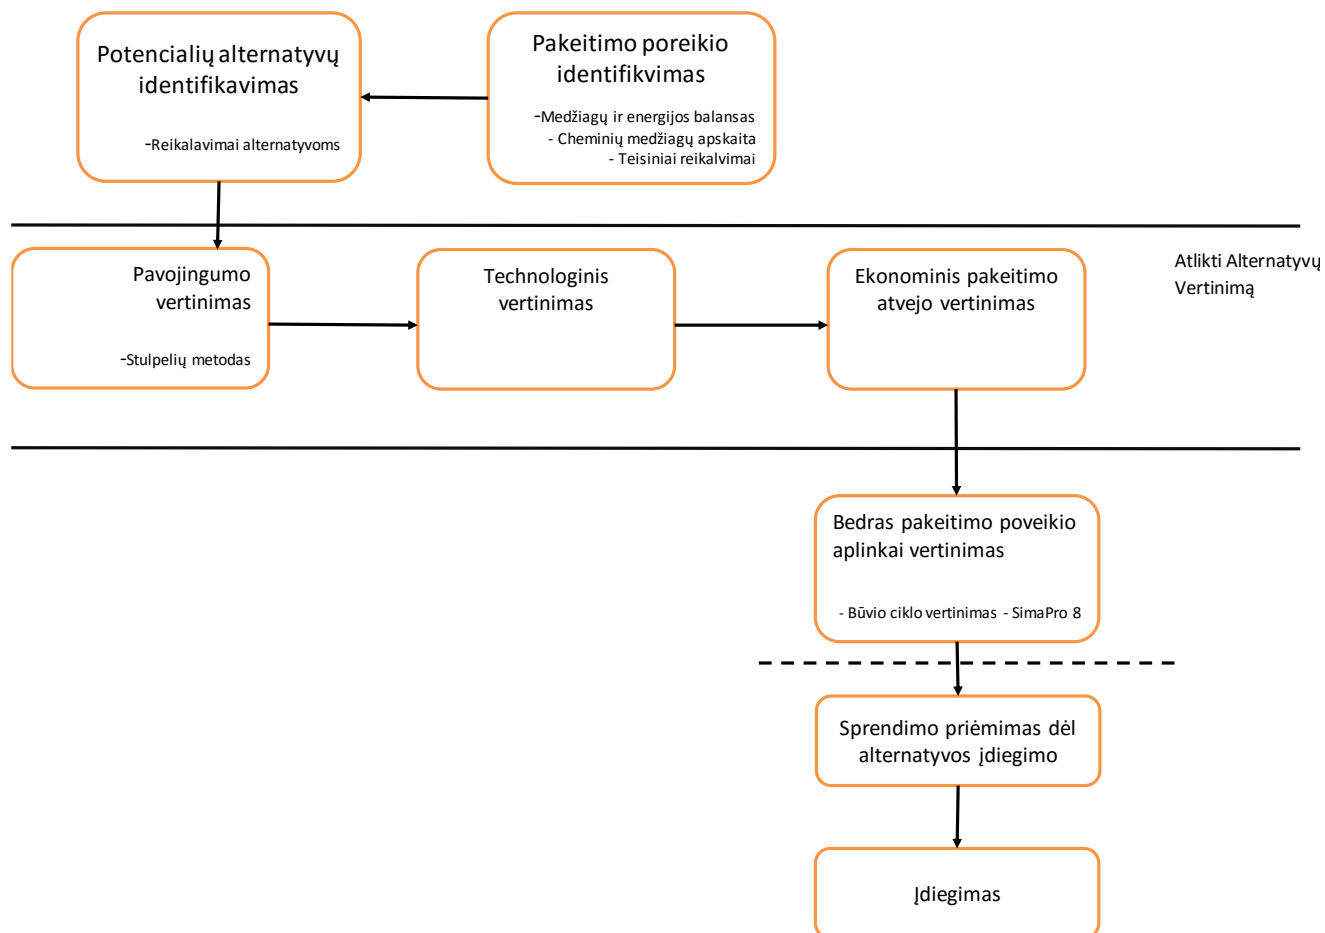 Potencialių alternatyvų
identifikavimas
-Reikalavimai alternatyvoms
Pakeitimo poreikio
identifikvimas
-Medžiagų ir energijos balansas
- Cheminių medžiagų apskaita
- Teisiniai reikalvimai
Pavojingumo
vertinimas
-Stulpelių metodas
Technologinis
vertinimas
Ekonominis pakeitimo
atvejo vertinimas
Atlikti Alternatyvų
Vertinimą
Bedras pakeitimo poveikio
aplinkai vertinimas
- Būvio ciklo vertinimas - SimaPro 8
Sprendimo priėmimas dėl
alternatyvos įdiegimo
Įdiegimas